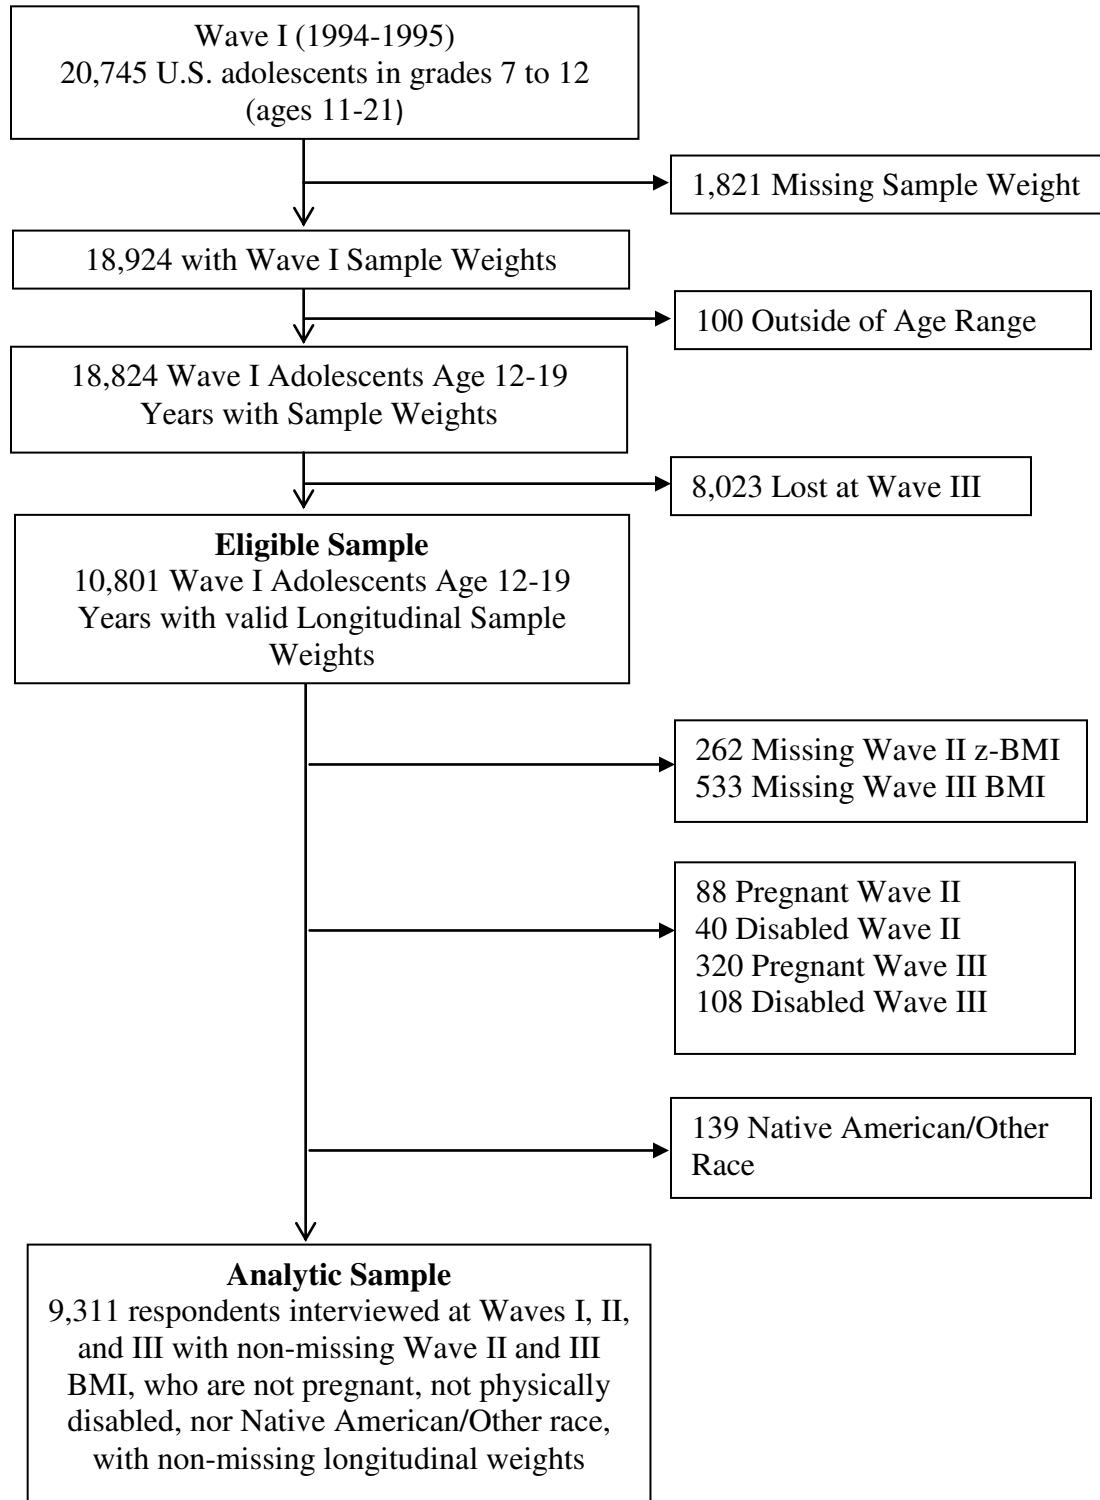 Wave I (1994-1995)
20,745 U.S. adolescents in grades 7 to 12
(ages 11-21)
1,821 Missing Sample Weight
18,924 with Wave I Sample Weights
100 Outside of Age Range
18,824 Wave I Adolescents Age 12-19
Years with Sample Weights
8,023 Lost at Wave III
Eligible Sample
10,801 Wave I Adolescents Age 12-19
Years with valid Longitudinal Sample
Weights
262 Missing Wave II z-BMI
533 Missing Wave III BMI
88 Pregnant Wave II
40 Disabled Wave II
320 Pregnant Wave III
108 Disabled Wave III
139 Native American/Other
Race
Analytic Sample
9,311 respondents interviewed at Waves I, II,
and III with non-missing Wave II and III
BMI, who are not pregnant, not physically
disabled, nor Native American/Other race,
with non-missing longitudinal weights